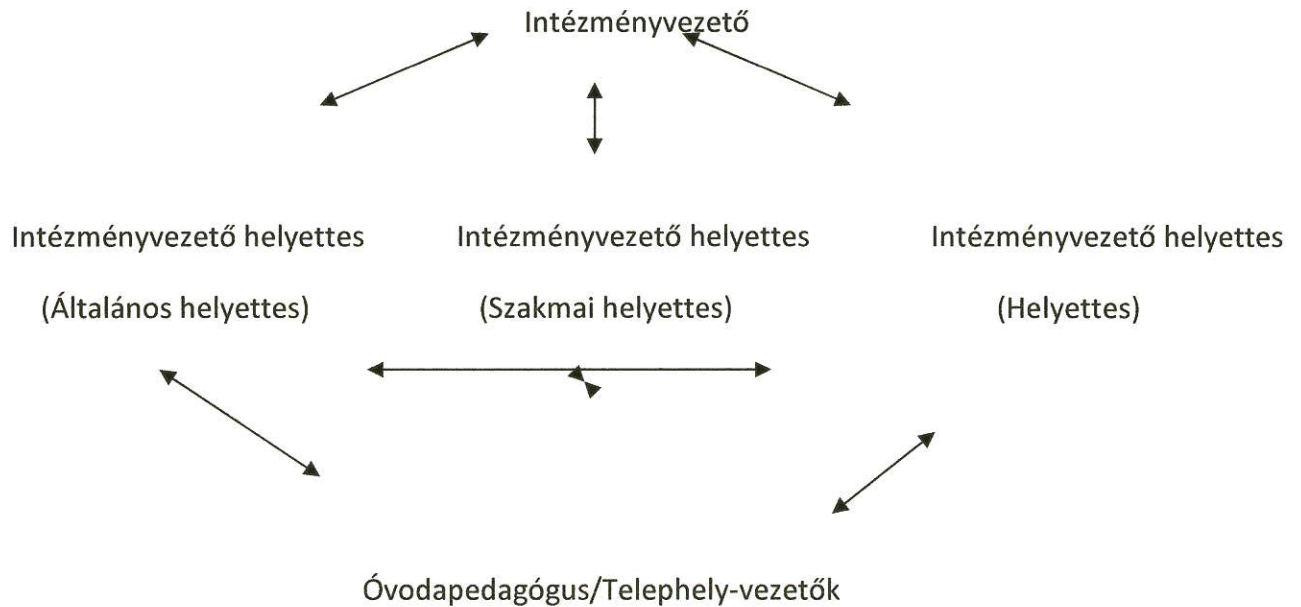 Intézményvezető
Intézményvezető helyettes Intézményvezető helyettes Intézményvezető helyettes
(Általános helyettes) (Szakmai helyettes) (Helyettes)
Óvodapedagógus/Telephely-vezetők